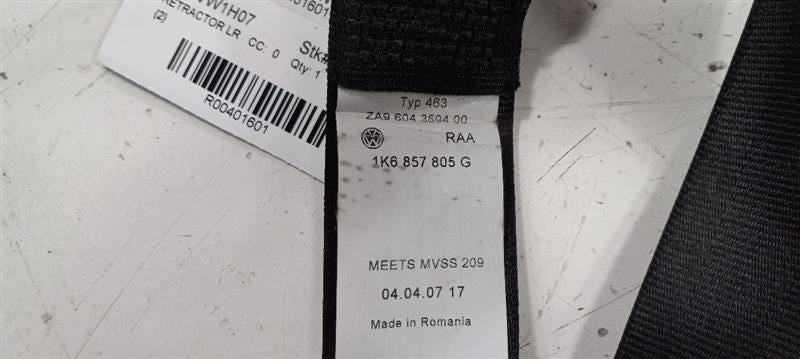 VW1H07
RETRACTOR LR CC: 0 Qty: 1
(2)
Stk#
R00401601
Typ 463
ZA9 604 3594 00
RAA
1K6 857 805 G
MEETS MVSS 209
04.04.07 17
Made in Romania